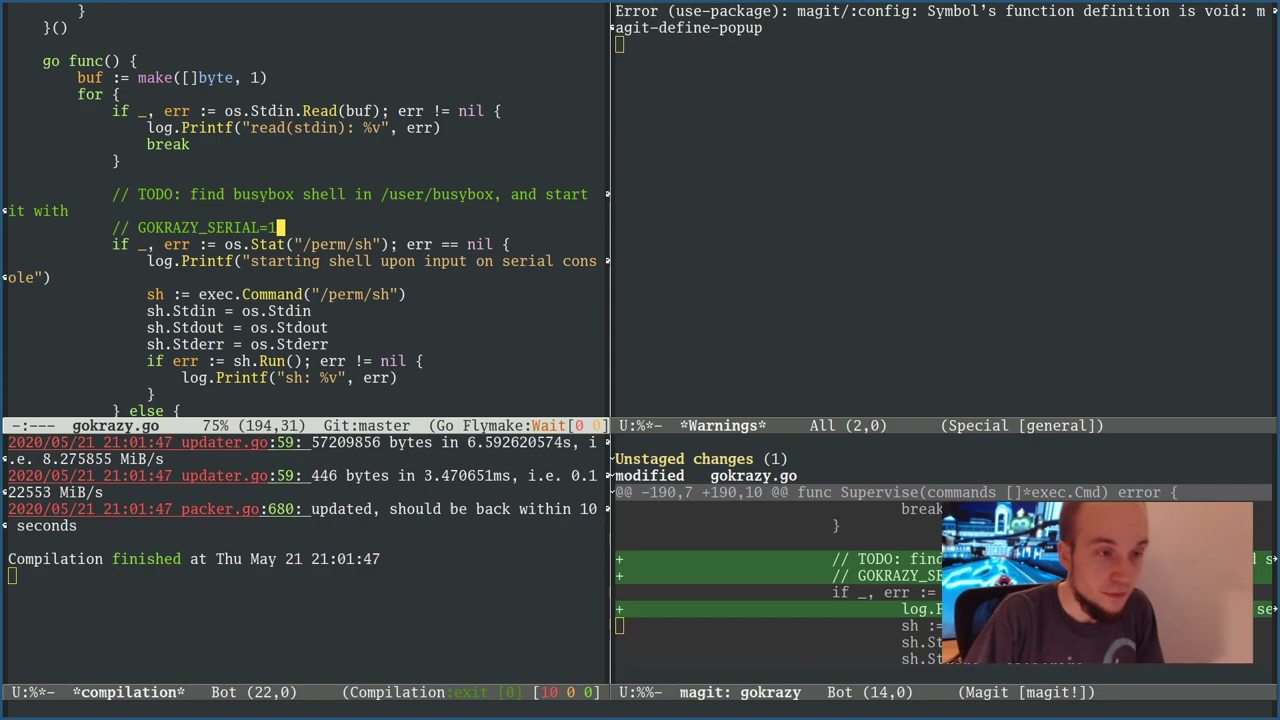 }
}()
go func() {
buf := make([]byte, 1)
for {
if _, err := os.Stdin.Read(buf); err != nil {
log.Printf("read(stdin): %v", err)
break
}
// TODO: find busybox shell in /user/busybox, and start
it with
// GOKRAZY_SERIAL=1
if _, err := os.Stat("/perm/sh"); err == nil {
log.Printf("starting shell upon input on serial cons
ole")
sh := exec.Command("/perm/sh")
sh.Stdin = os.Stdin
sh.Stdout = os.Stdout
sh.Stderr = os.Stderr
if err := sh.Run(); err != nil {
log.Printf("sh: %v", err)
}
} else {
-:--- gokrazy.go 75% (194,31) Git:master (Go Flymake:Wait[0 0]
2020/05/21 21:01:47 updater.go:59: 57209856 bytes in 6.592620574s, i
.e. 8.275855 MiB/s
2020/05/21 21:01:47 updater.go:59: 446 bytes in 3.470651ms, i.e. 0.1
22553 MiB/s
2020/05/21 21:01:47 packer.go:680: updated, should be back within 10
seconds
Compilation finished at Thu May 21 21:01:47
U:%*- *compilation* Bot (22,0) (Compilation:exit [0] [10 0 0]
Error (use-package): magit/:config: Symbol’s function definition is void: m
agit-define-popup
U:%*- *Warnings* All (2,0) (Special [general])
Unstaged changes (1)
modified gokrazy.go
@@ -190,7 +190,10 @@ func Supervise(commands []*exec.Cmd) error {
break
}
+ // TODO: find s
+ // GOKRAZY_SE
if _, err :=
+ log. se
sh :=
sh.St
sh.St
U:%%- magit: gokrazy Bot (14,0) (Magit [magit!])